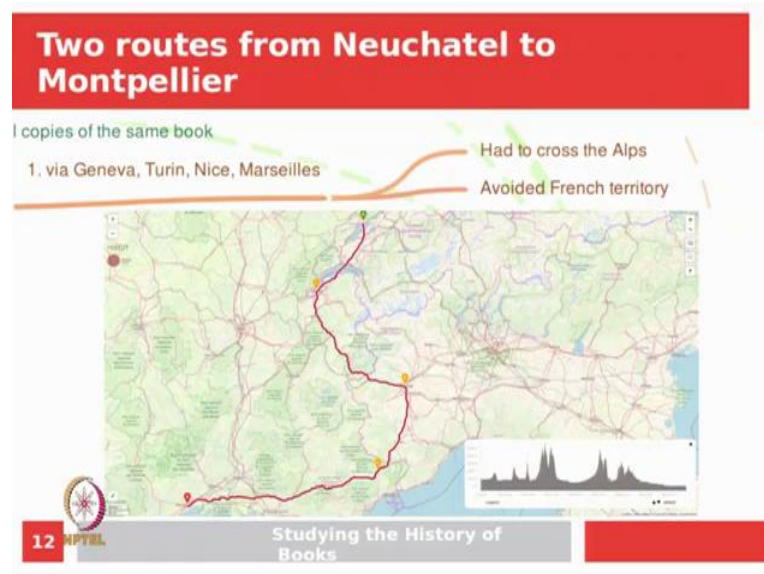 Two routes from Neuchatel to
Montpellier
l copies of the same book
1. via Geneva, Turin, Nice, Marseilles
Had to cross the Alps
Avoided French territory
12
NPTEL
Studying the History of
Books